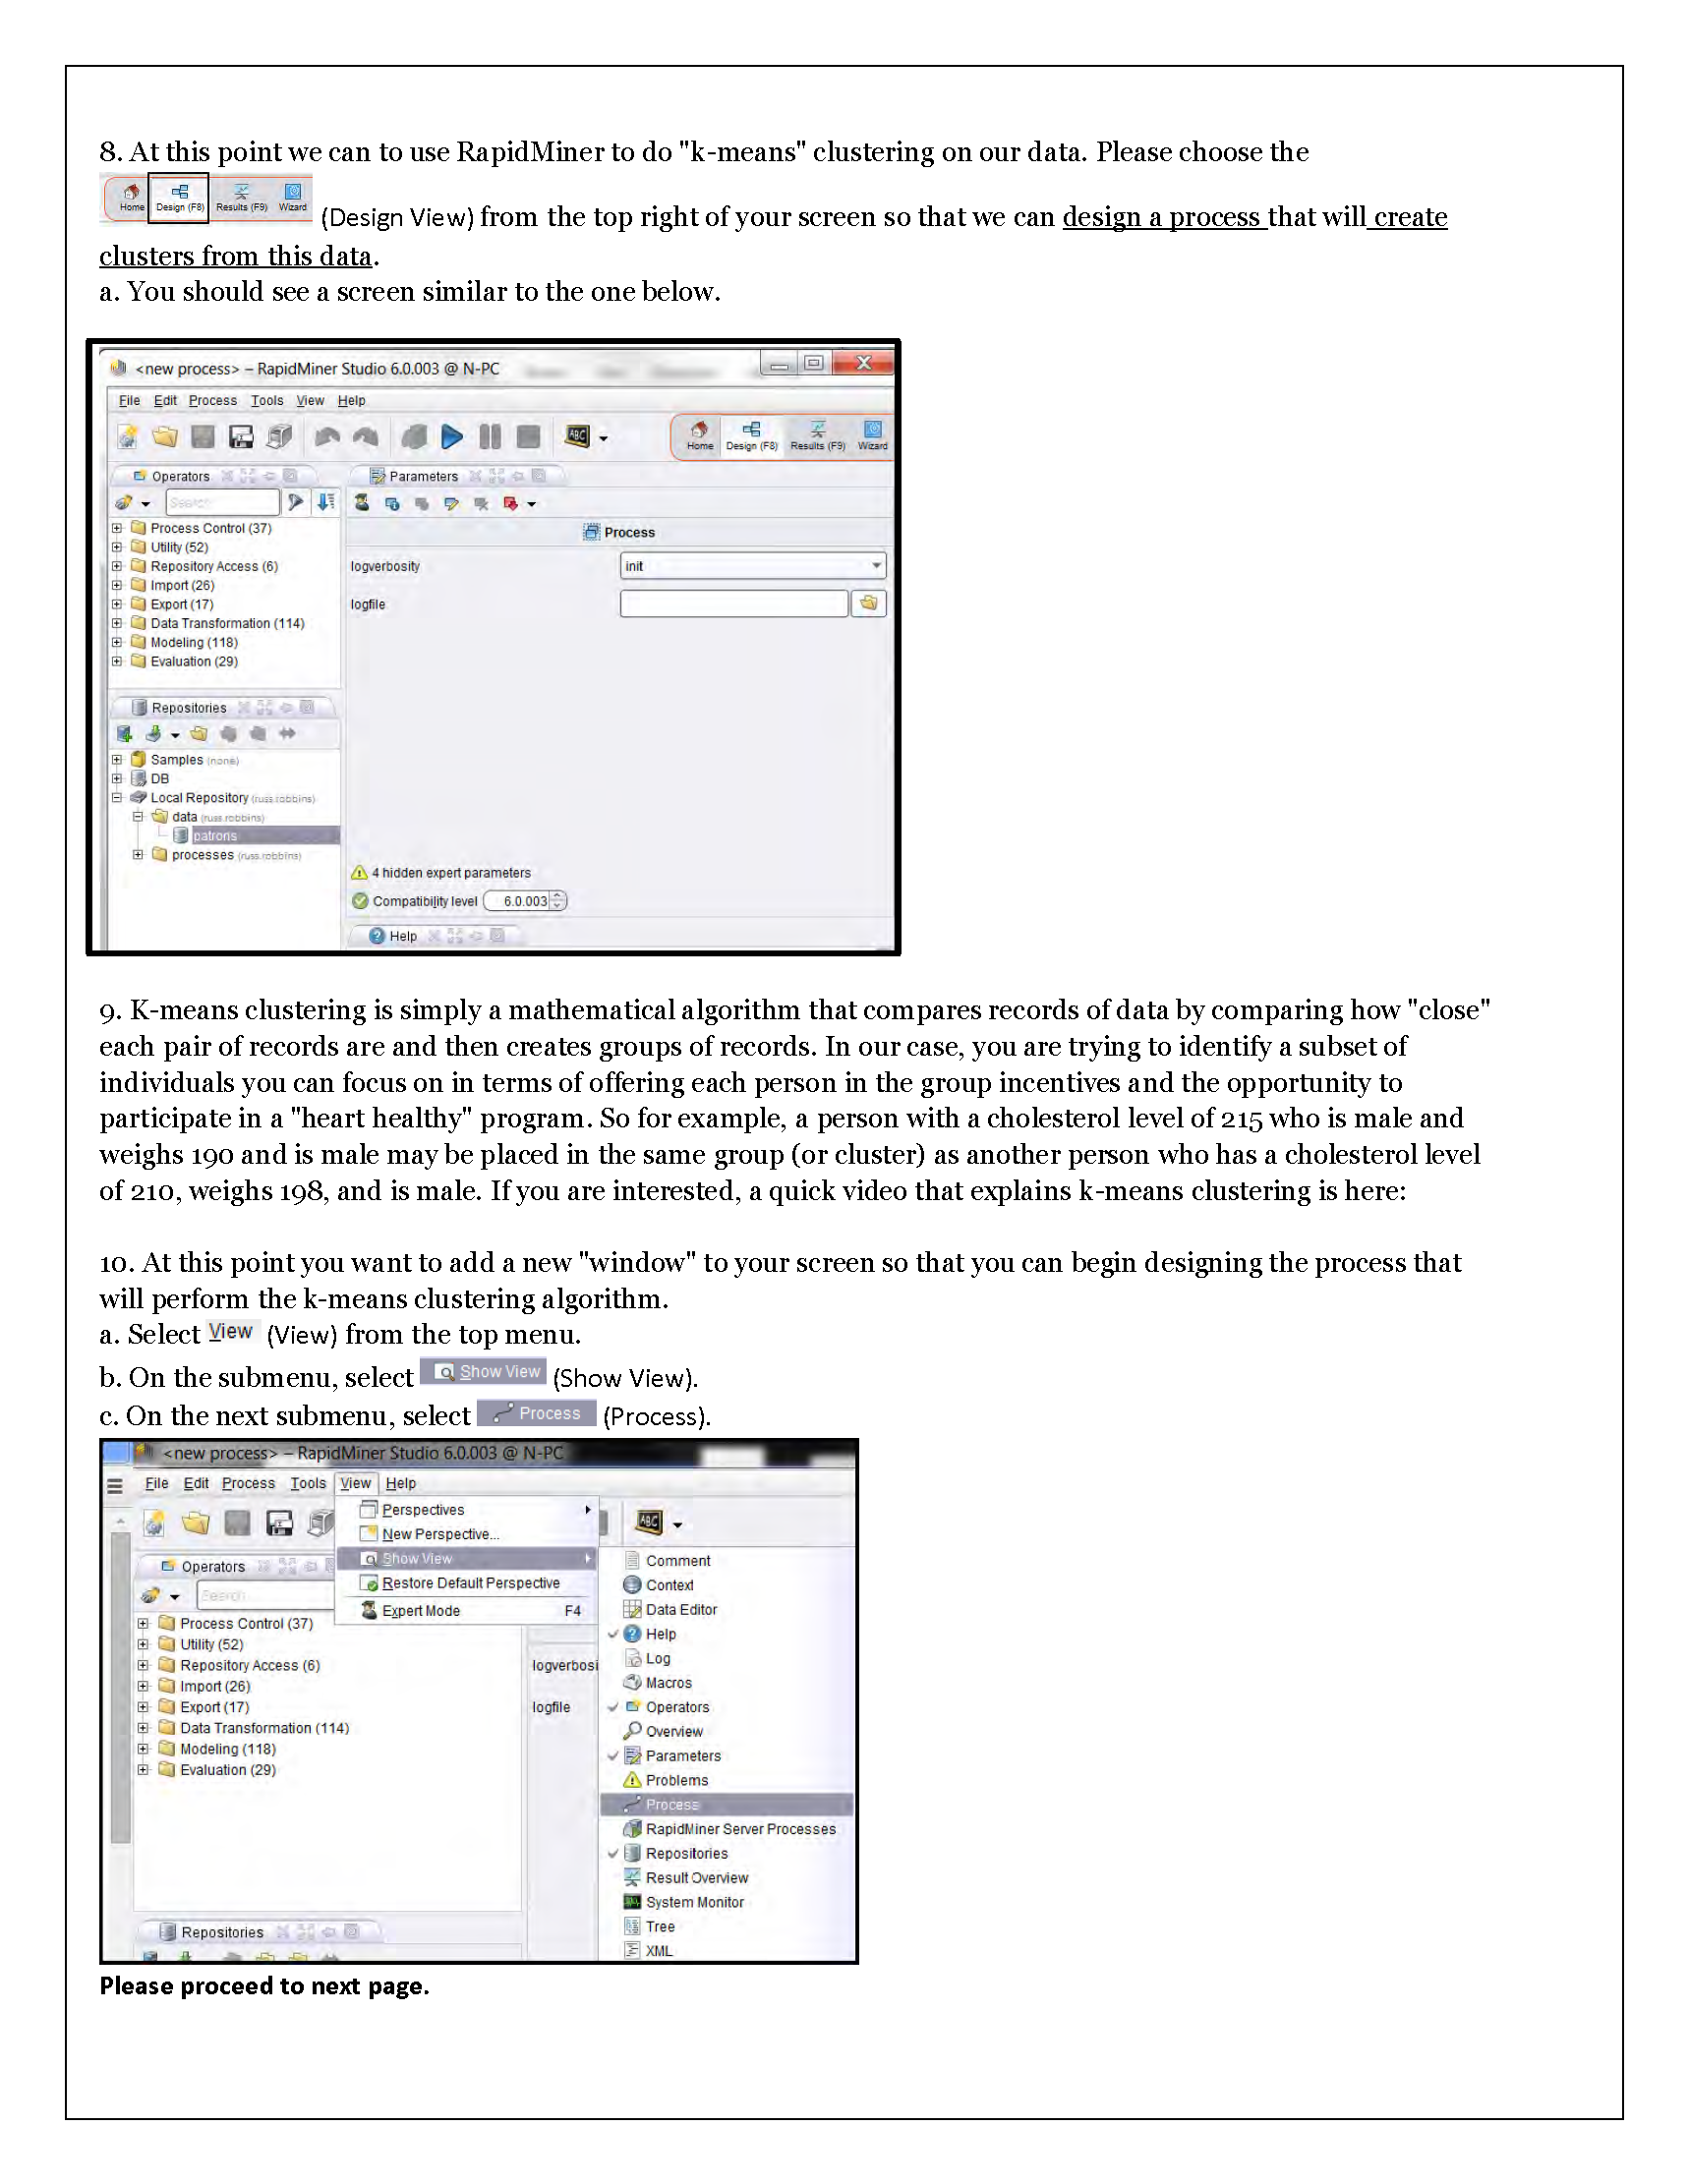 8. At this point we can to use RapidMiner to do "k-means" clustering on our data. Please choose the
Home Design (F8) Results (F9) Wizard (Design View) from the top right of your screen so that we can design a process that will create
clusters from this data.
a. You should see a screen similar to the one below.
<new process> – RapidMiner Studio 6.0.003 @ N-PC
File Edit Process Tools View Help
ABC Home Design (F8) Results (F9) Wizard
Operators Parameters
Search
Process
Process Control (37)
Utility (52)
Repository Access (6)
Import (26)
Export (17)
Data Transformation (114)
Modeling (118)
Evaluation (29)
logverbosity init
logfile
Repositories
Samples (none)
DB
Local Repository (russ.robbins)
data (russ.robbins)
patrons
processes (russ.robbins)
4 hidden expert parameters
Compatibility level 6.0.003
Help
9. K-means clustering is simply a mathematical algorithm that compares records of data by comparing how "close"
each pair of records are and then creates groups of records. In our case, you are trying to identify a subset of
individuals you can focus on in terms of offering each person in the group incentives and the opportunity to
participate in a "heart healthy" program. So for example, a person with a cholesterol level of 215 who is male and
weighs 190 and is male may be placed in the same group (or cluster) as another person who has a cholesterol level
of 210, weighs 198, and is male. If you are interested, a quick video that explains k-means clustering is here:
10. At this point you want to add a new "window" to your screen so that you can begin designing the process that
will perform the k-means clustering algorithm.
a. Select View (View) from the top menu.
b. On the submenu, select Show View (Show View).
c. On the next submenu, select Process (Process).
<new process> – RapidMiner Studio 6.0.003 @ N-PC
File Edit Process Tools View Help
ABC
Perspectives
New Perspective...
Show View
Restore Default Perspective
Expert Mode F4
Operators
Search
Process Control (37)
Utility (52)
Repository Access (6)
Import (26)
Export (17)
Data Transformation (114)
Modeling (118)
Evaluation (29)
logverbosi
logfile
Comment
Context
Data Editor
Help
Log
Macros
Operators
Overview
Parameters
Problems
Process
RapidMiner Server Processes
Repositories
Result Overview
System Monitor
Tree
XML
Repositories
Please proceed to next page.